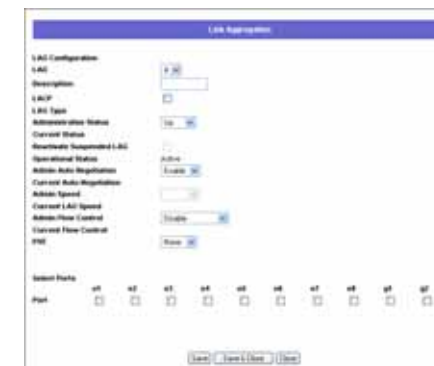 Link Aggregation
LAG Configuration
LAG
Description
LACP
LAG Type
Administrative Status Up
Current Status
Reactivate Suspended LAG
Operational Status Active
Admin Auto Negotiation Enable
Current Auto Negotiation
Admin Speed
Current LAG Speed
Admin Flow Control Disable
Current Flow Control
PVE None
Select Ports
e1 e2 e3 e4 e5 e6 e7 e8 g1 g2
Port
Save Save & Close Close